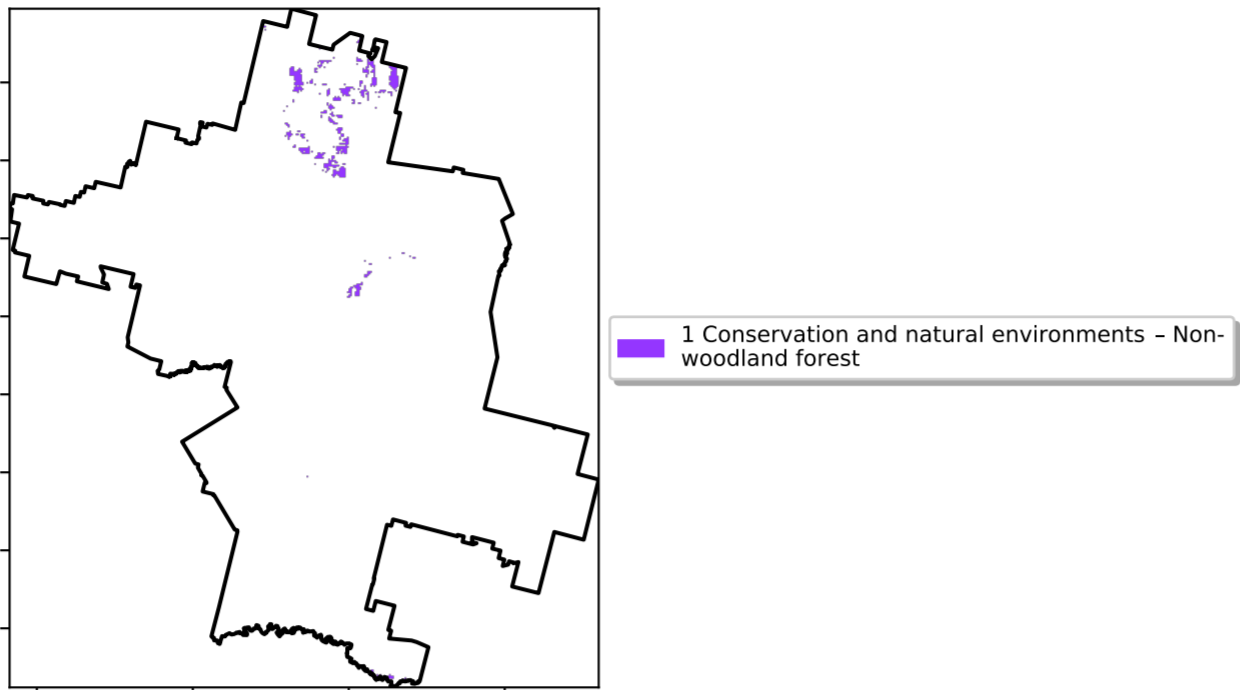 1 Conservation and natural environments – Non-
woodland forest